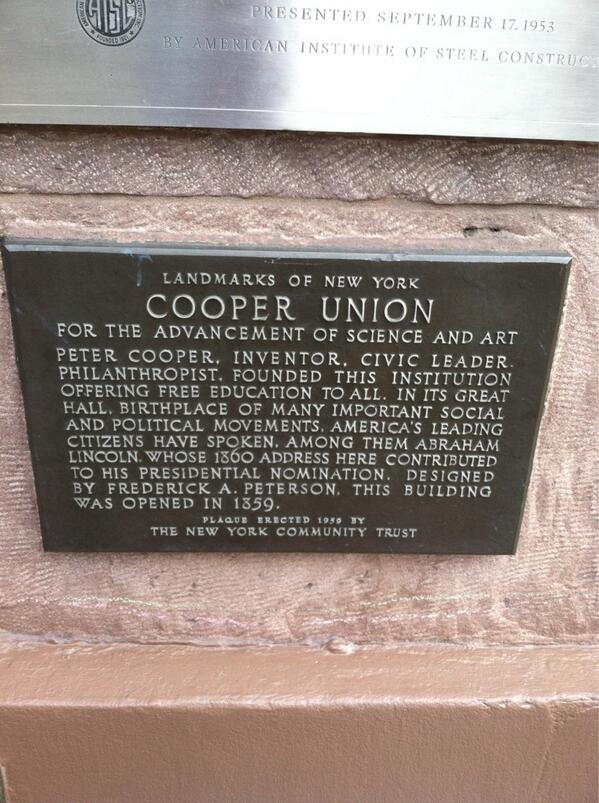 AISC
FOUNDED 1921
PRESENTED SEPTEMBER 17, 1953
BY AMERICAN INSTITUTE OF STEEL CONSTRUC
LANDMARKS OF NEW YORK
COOPER UNION
FOR THE ADVANCEMENT OF SCIENCE AND ART
PETER COOPER, INVENTOR, CIVIC LEADER,
PHILANTHROPIST, FOUNDED THIS INSTITUTION
OFFERING FREE EDUCATION TO ALL. IN ITS GREAT
HALL, BIRTHPLACE OF MANY IMPORTANT SOCIAL
AND POLITICAL MOVEMENTS, AMERICA'S LEADING
CITIZENS HAVE SPOKEN, AMONG THEM ABRAHAM
LINCOLN, WHOSE 1860 ADDRESS HERE CONTRIBUTED
TO HIS PRESIDENTIAL NOMINATION. DESIGNED
BY FREDERICK A. PETERSON, THIS BUILDING
WAS OPENED IN 1859.
PLAQUE ERECTED 1959 BY
THE NEW YORK COMMUNITY TRUST